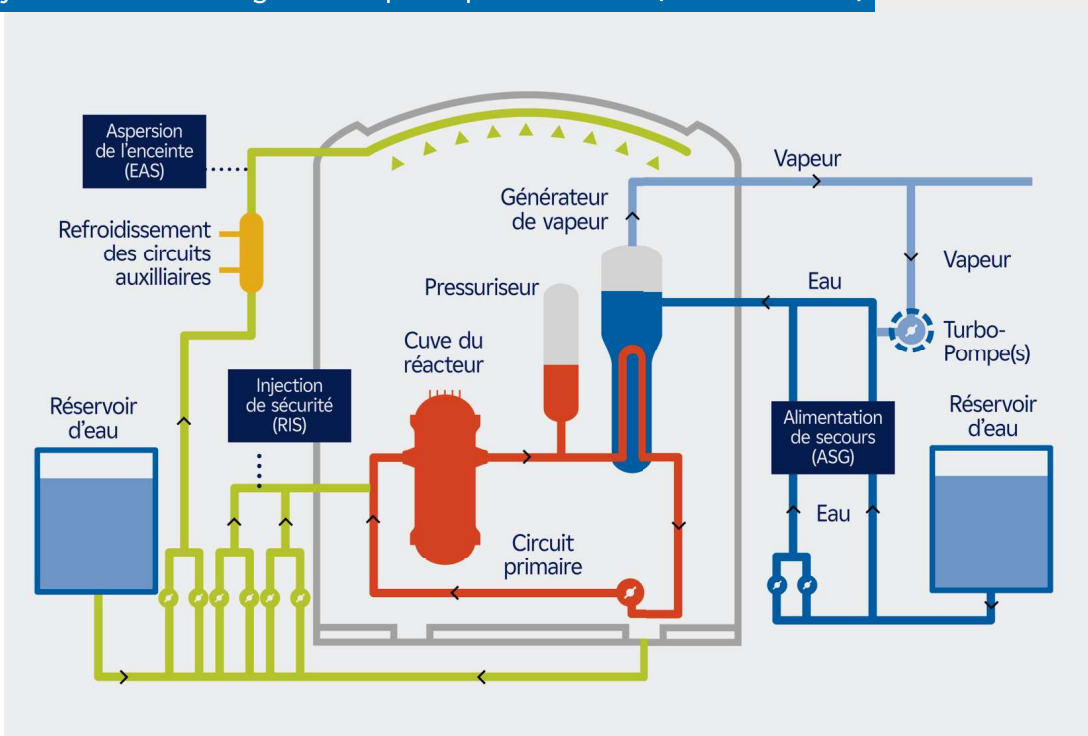 Aspersion
de l'enceinte
(EAS)
Refroidissement
des circuits
auxilliaires
Réservoir
d'eau
Injection
de sécurité
(RIS)
Cuve du
réacteur
Pressuriseur
Générateur
de vapeur
Circuit
primaire
Vapeur
Vapeur
Eau
Turbo-
Pompe(s)
Alimentation
de secours
(ASG)
Eau
Réservoir
d'eau